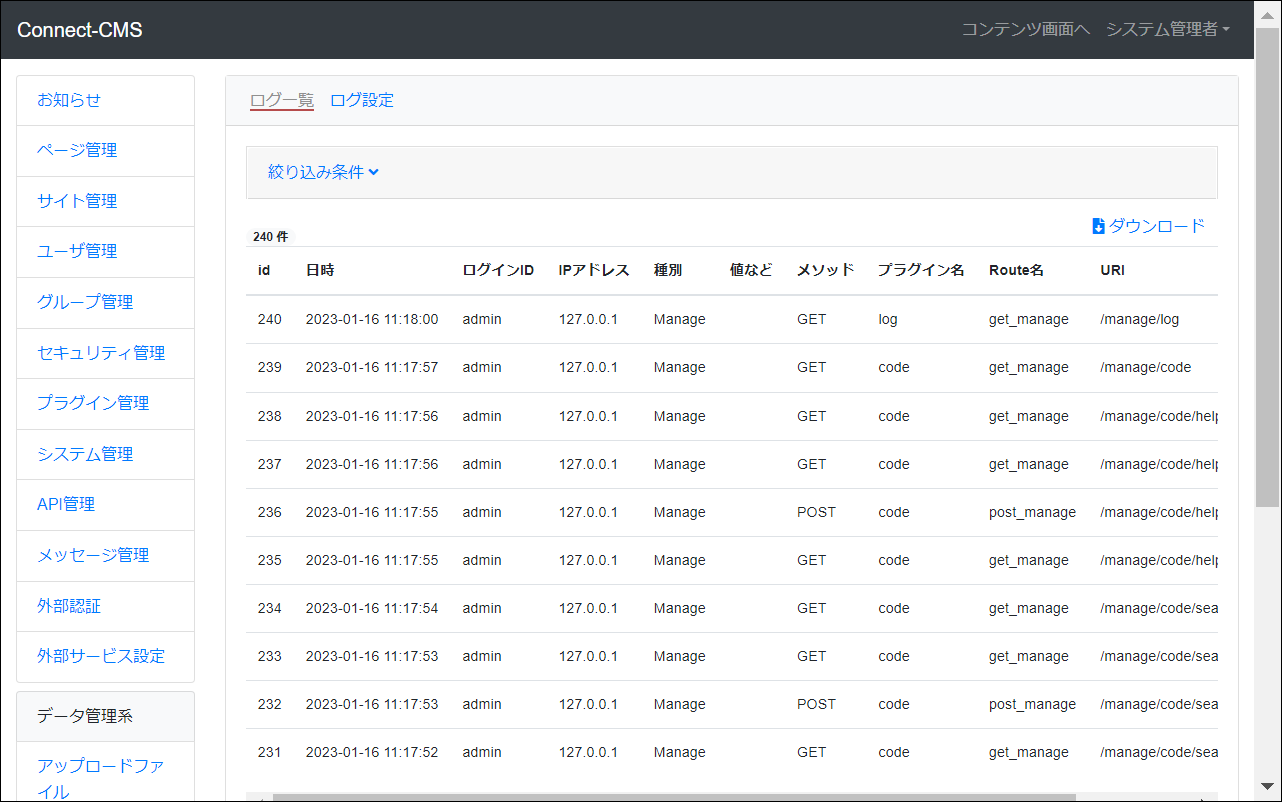 Connect-CMS コンテンツ画面へ システム管理者
お知らせ
ページ管理
サイト管理
ユーザ管理
グループ管理
セキュリティ管理
プラグイン管理
システム管理
API管理
メッセージ管理
外部認証
外部サービス設定
データ管理系
アップロードファ
イル
ログ一覧 ログ設定
絞り込み条件
ダウンロード
240 件
id 日時 ログインID IPアドレス 種別 値など メソッド プラグイン名 Route名 URI
240 2023-01-16 11:18:00 admin 127.0.0.1 Manage GET log get_manage /manage/log
239 2023-01-16 11:17:57 admin 127.0.0.1 Manage GET code get_manage /manage/code
238 2023-01-16 11:17:56 admin 127.0.0.1 Manage GET code get_manage /manage/code/help
237 2023-01-16 11:17:56 admin 127.0.0.1 Manage GET code get_manage /manage/code/help
236 2023-01-16 11:17:55 admin 127.0.0.1 Manage POST code post_manage /manage/code/help
235 2023-01-16 11:17:55 admin 127.0.0.1 Manage GET code get_manage /manage/code/help
234 2023-01-16 11:17:54 admin 127.0.0.1 Manage GET code get_manage /manage/code/sea
233 2023-01-16 11:17:53 admin 127.0.0.1 Manage GET code get_manage /manage/code/sea
232 2023-01-16 11:17:53 admin 127.0.0.1 Manage POST code post_manage /manage/code/sea
231 2023-01-16 11:17:52 admin 127.0.0.1 Manage GET code get_manage /manage/code/sea